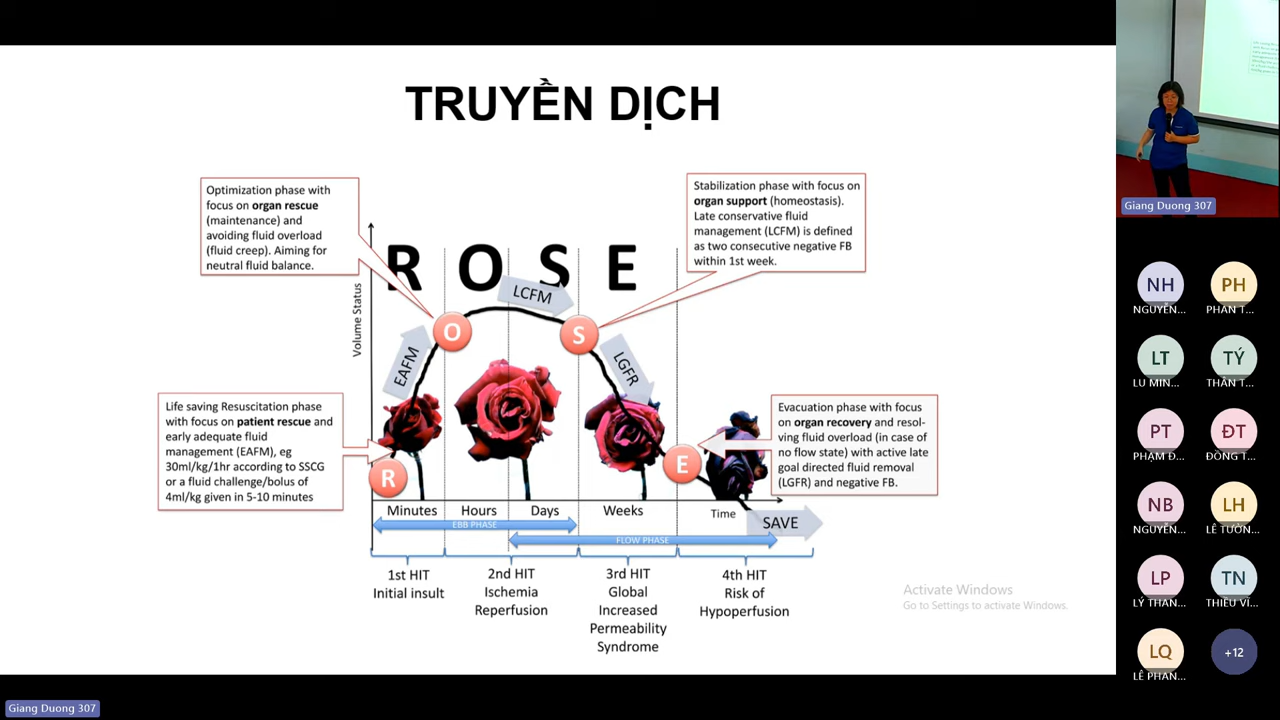 TRUYỀN DỊCH
Optimization phase with
focus on organ rescue
(maintenance) and
avoiding fluid overload
(fluid creep). Aiming for
neutral fluid balance.
Stabilization phase with focus on
organ support (homeostasis).
Late conservative fluid
management (LCFM) is defined
as two consecutive negative FB
within 1st week.
R O S E
Volume Status
LCFM
O
S
EAFM
LGFR
Life saving Resuscitation phase
with focus on patient rescue and
early adequate fluid
management (EAFM), eg
30ml/kg/1hr according to SSCG
or a fluid challenge/bolus of
4ml/kg given in 5-10 minutes
R
E
Evacuation phase with focus
on organ recovery and resol-
ving fluid overload (in case of
no flow state) with active late
goal directed fluid removal
(LGFR) and negative FB.
Minutes Hours Days Weeks Time
SAVE
EBB PHASE
FLOW PHASE
1st HIT
Initial insult
2nd HIT
Ischemia
Reperfusion
3rd HIT
Global
Increased
Permeability
Syndrome
4th HIT
Risk of
Hypoperfusion
Activate Windows
Go to Settings to activate Windows.
Giang Duong 307
Giang Duong 307
NH PH
NGUYỄN... PHAN T...
LT TÝ
LU MIN... THÂN T...
PT ĐT
PHẠM Đ... ĐỒNG T...
NB LH
NGUYỄN... LÊ TƯỜN...
LP TN
LÝ THAN... THIỀU VĨ...
LQ +12
LÊ PHAN...